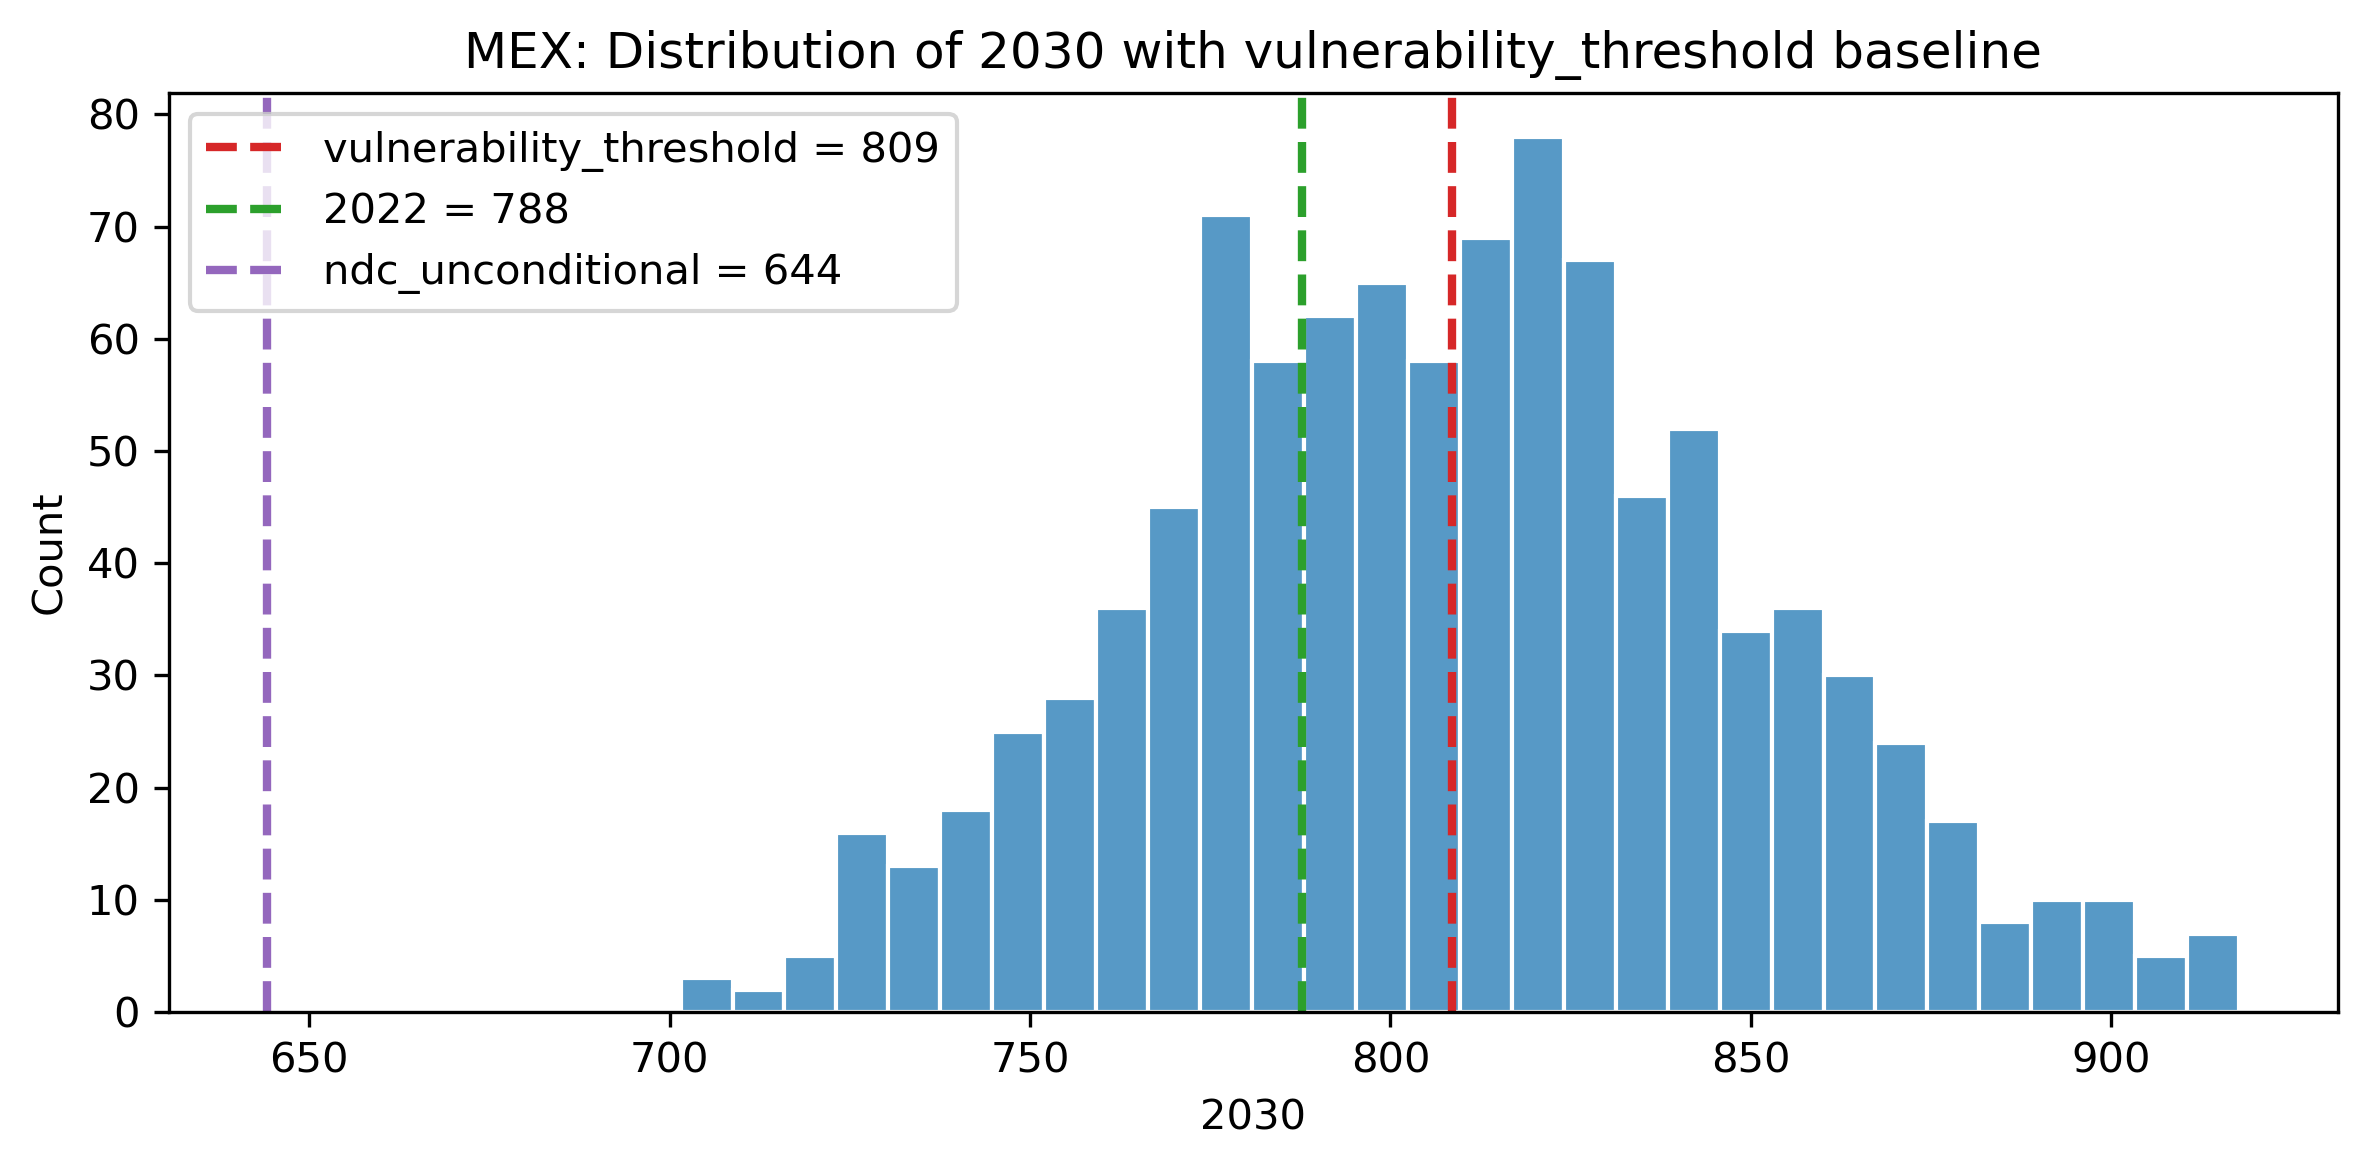 MEX: Distribution of 2030 with vulnerability_threshold baseline
vulnerability_threshold = 809
2022 = 788
ndc_unconditional = 644
Count
80
70
60
50
40
30
20
10
0
650 700 750 800 850 900
2030